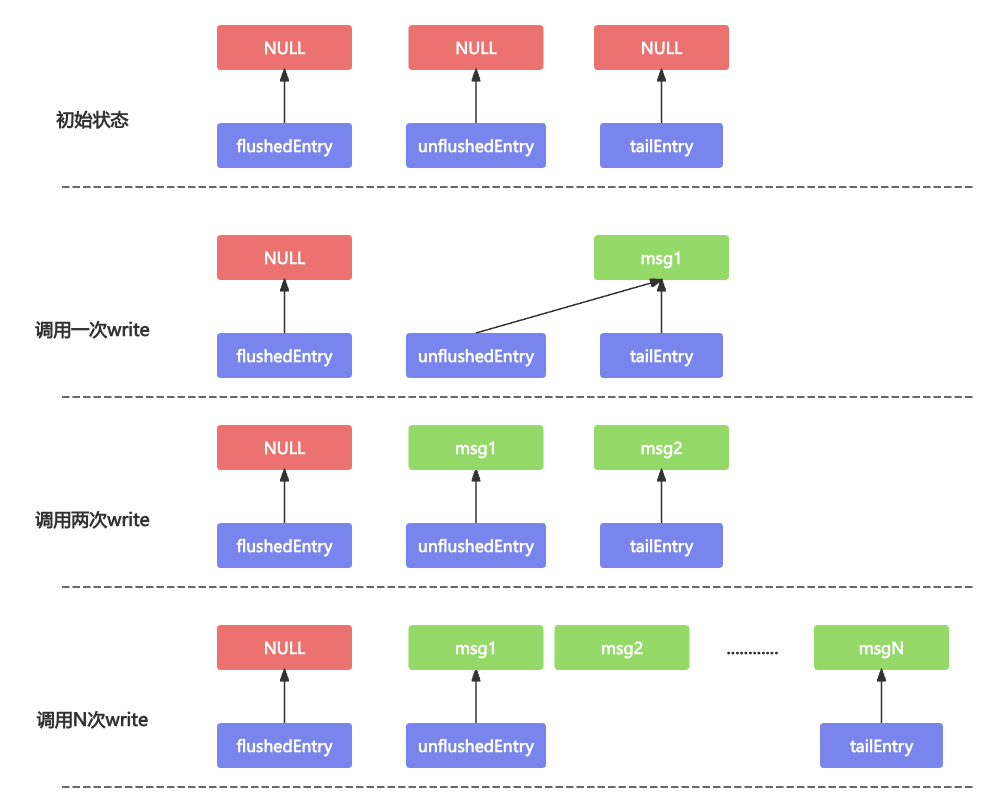 NULL NULL NULL
初始状态
flushedEntry unflushedEntry tailEntry
NULL msg1
调用一次write
flushedEntry unflushedEntry tailEntry
NULL msg1 msg2
调用两次write
flushedEntry unflushedEntry tailEntry
NULL msg1 msg2 ............ msgN
调用N次write
flushedEntry unflushedEntry tailEntry